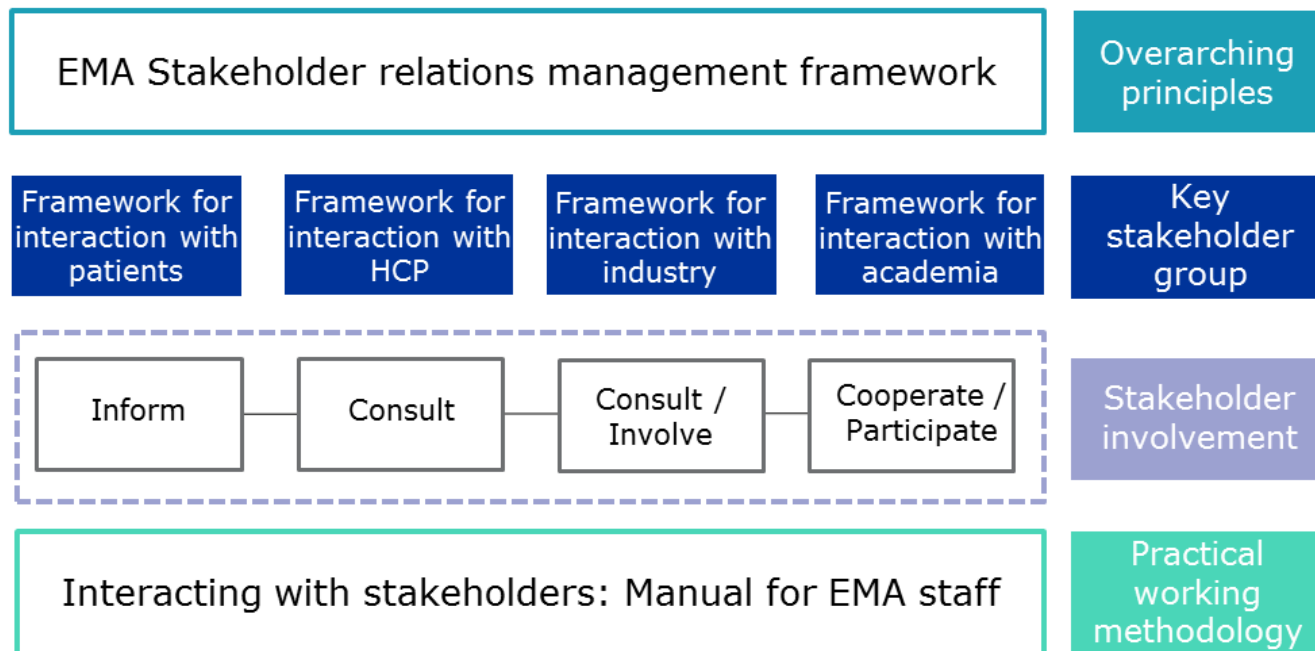 EMA Stakeholder relations management framework
Overarching
principles
Framework for
interaction with
patients
Framework for
interaction with
HCP
Framework for
interaction with
industry
Framework for
interaction with
academia
Key
stakeholder
group
Inform
Consult
Consult /
Involve
Cooperate /
Participate
Stakeholder
involvement
Interacting with stakeholders: Manual for EMA staff
Practical
working
methodology